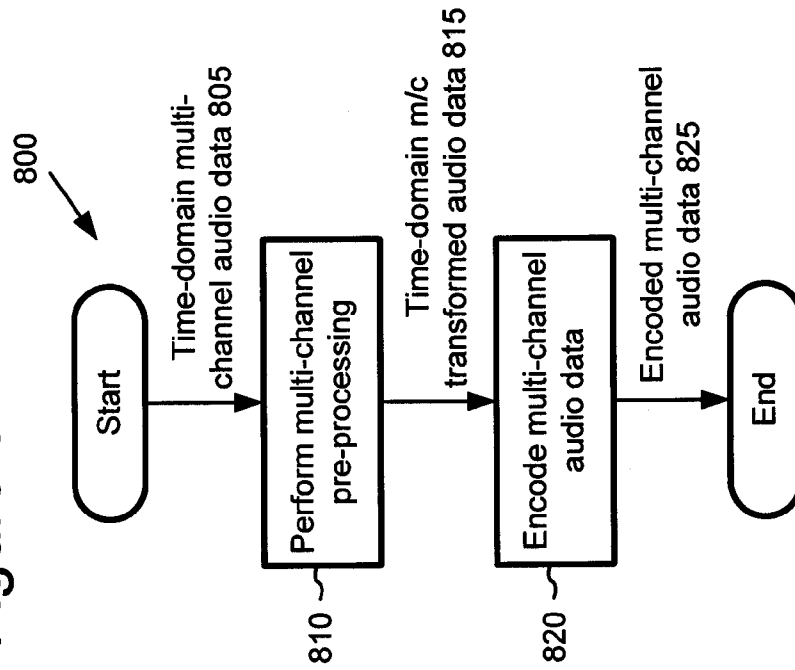 800
Start
Time-domain multi-
channel audio data 805
Perform multi-channel
pre-processing
810
Time-domain m/c
transformed audio data 815
Encode multi-channel
audio data
820
Encoded multi-channel
audio data 825
End